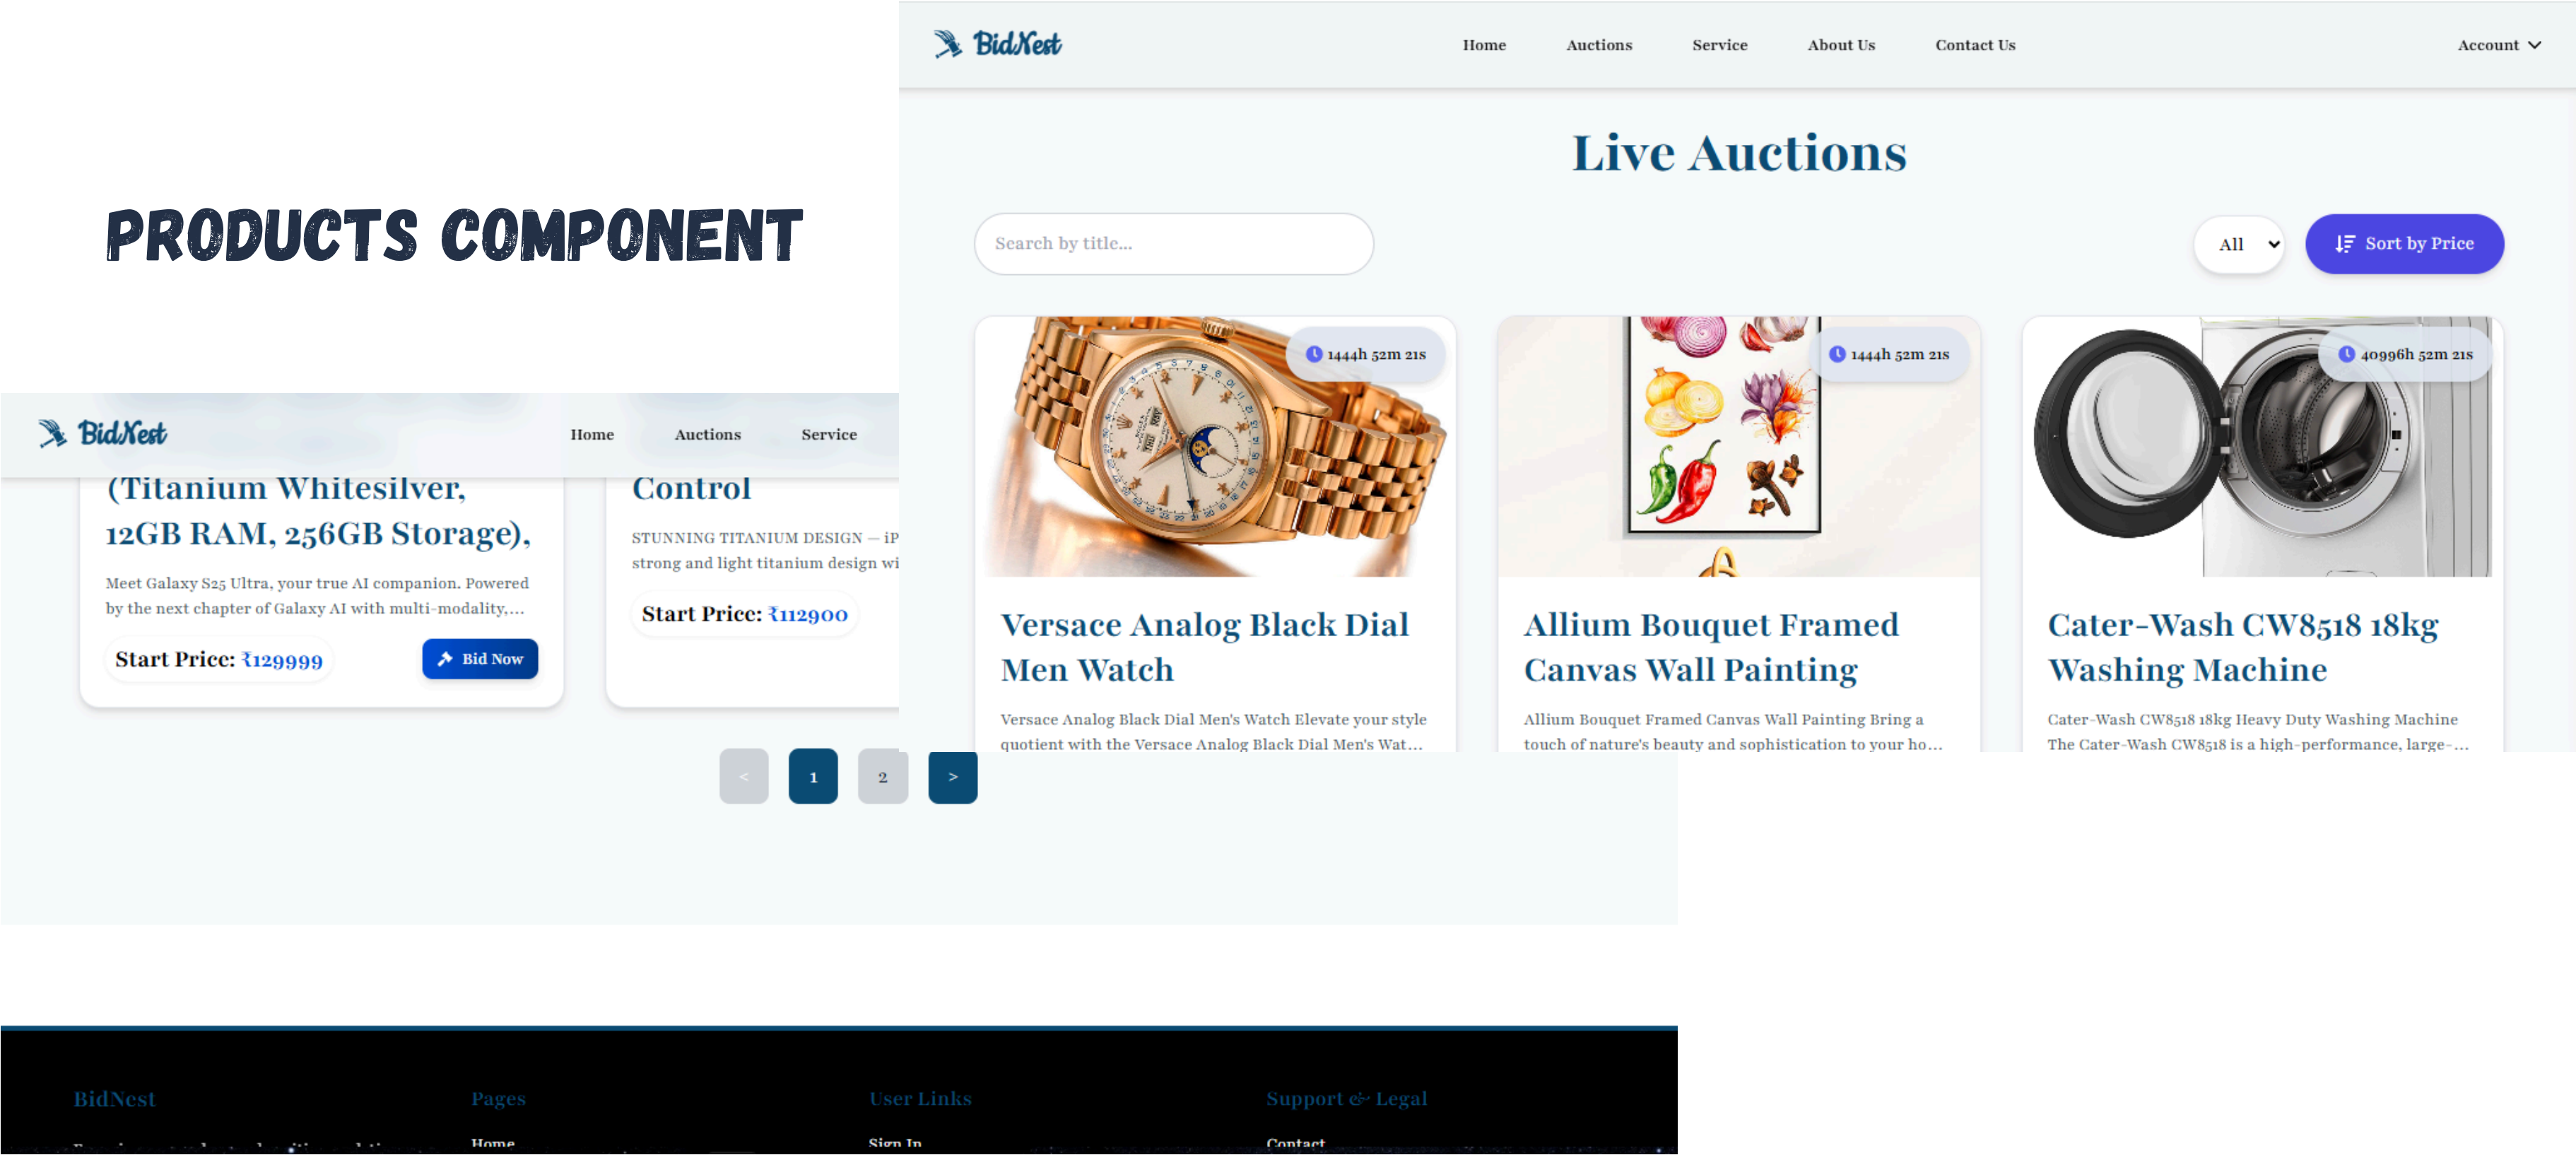 PRODUCTS COMPONENT
BidNest
Home Auctions Service About Us Contact Us
Account
Live Auctions
Search by title...
All
Sort by Price
1444h 52m 21s
1444h 52m 21s
40996h 52m 21s
Versace Analog Black Dial
Men Watch
Versace Analog Black Dial Men's Watch Elevate your style
quotient with the Versace Analog Black Dial Men's Wat...
Allium Bouquet Framed
Canvas Wall Painting
Allium Bouquet Framed Canvas Wall Painting Bring a
touch of nature's beauty and sophistication to your ho...
Cater-Wash CW8518 18kg
Washing Machine
Cater-Wash CW8518 18kg Heavy Duty Washing Machine
The Cater-Wash CW8518 is a high-performance, large-...
BidNest
Home Auctions Service
(Titanium Whitesilver,
12GB RAM, 256GB Storage),
Meet Galaxy S25 Ultra, your true AI companion. Powered
by the next chapter of Galaxy AI with multi-modality,...
Start Price: ₹129999
Bid Now
Control
STUNNING TITANIUM DESIGN — iP
strong and light titanium design wi
Start Price: ₹112900
< 1 2 >
BidNest
Pages
Home
User Links
Sign In
Support & Legal
Contact